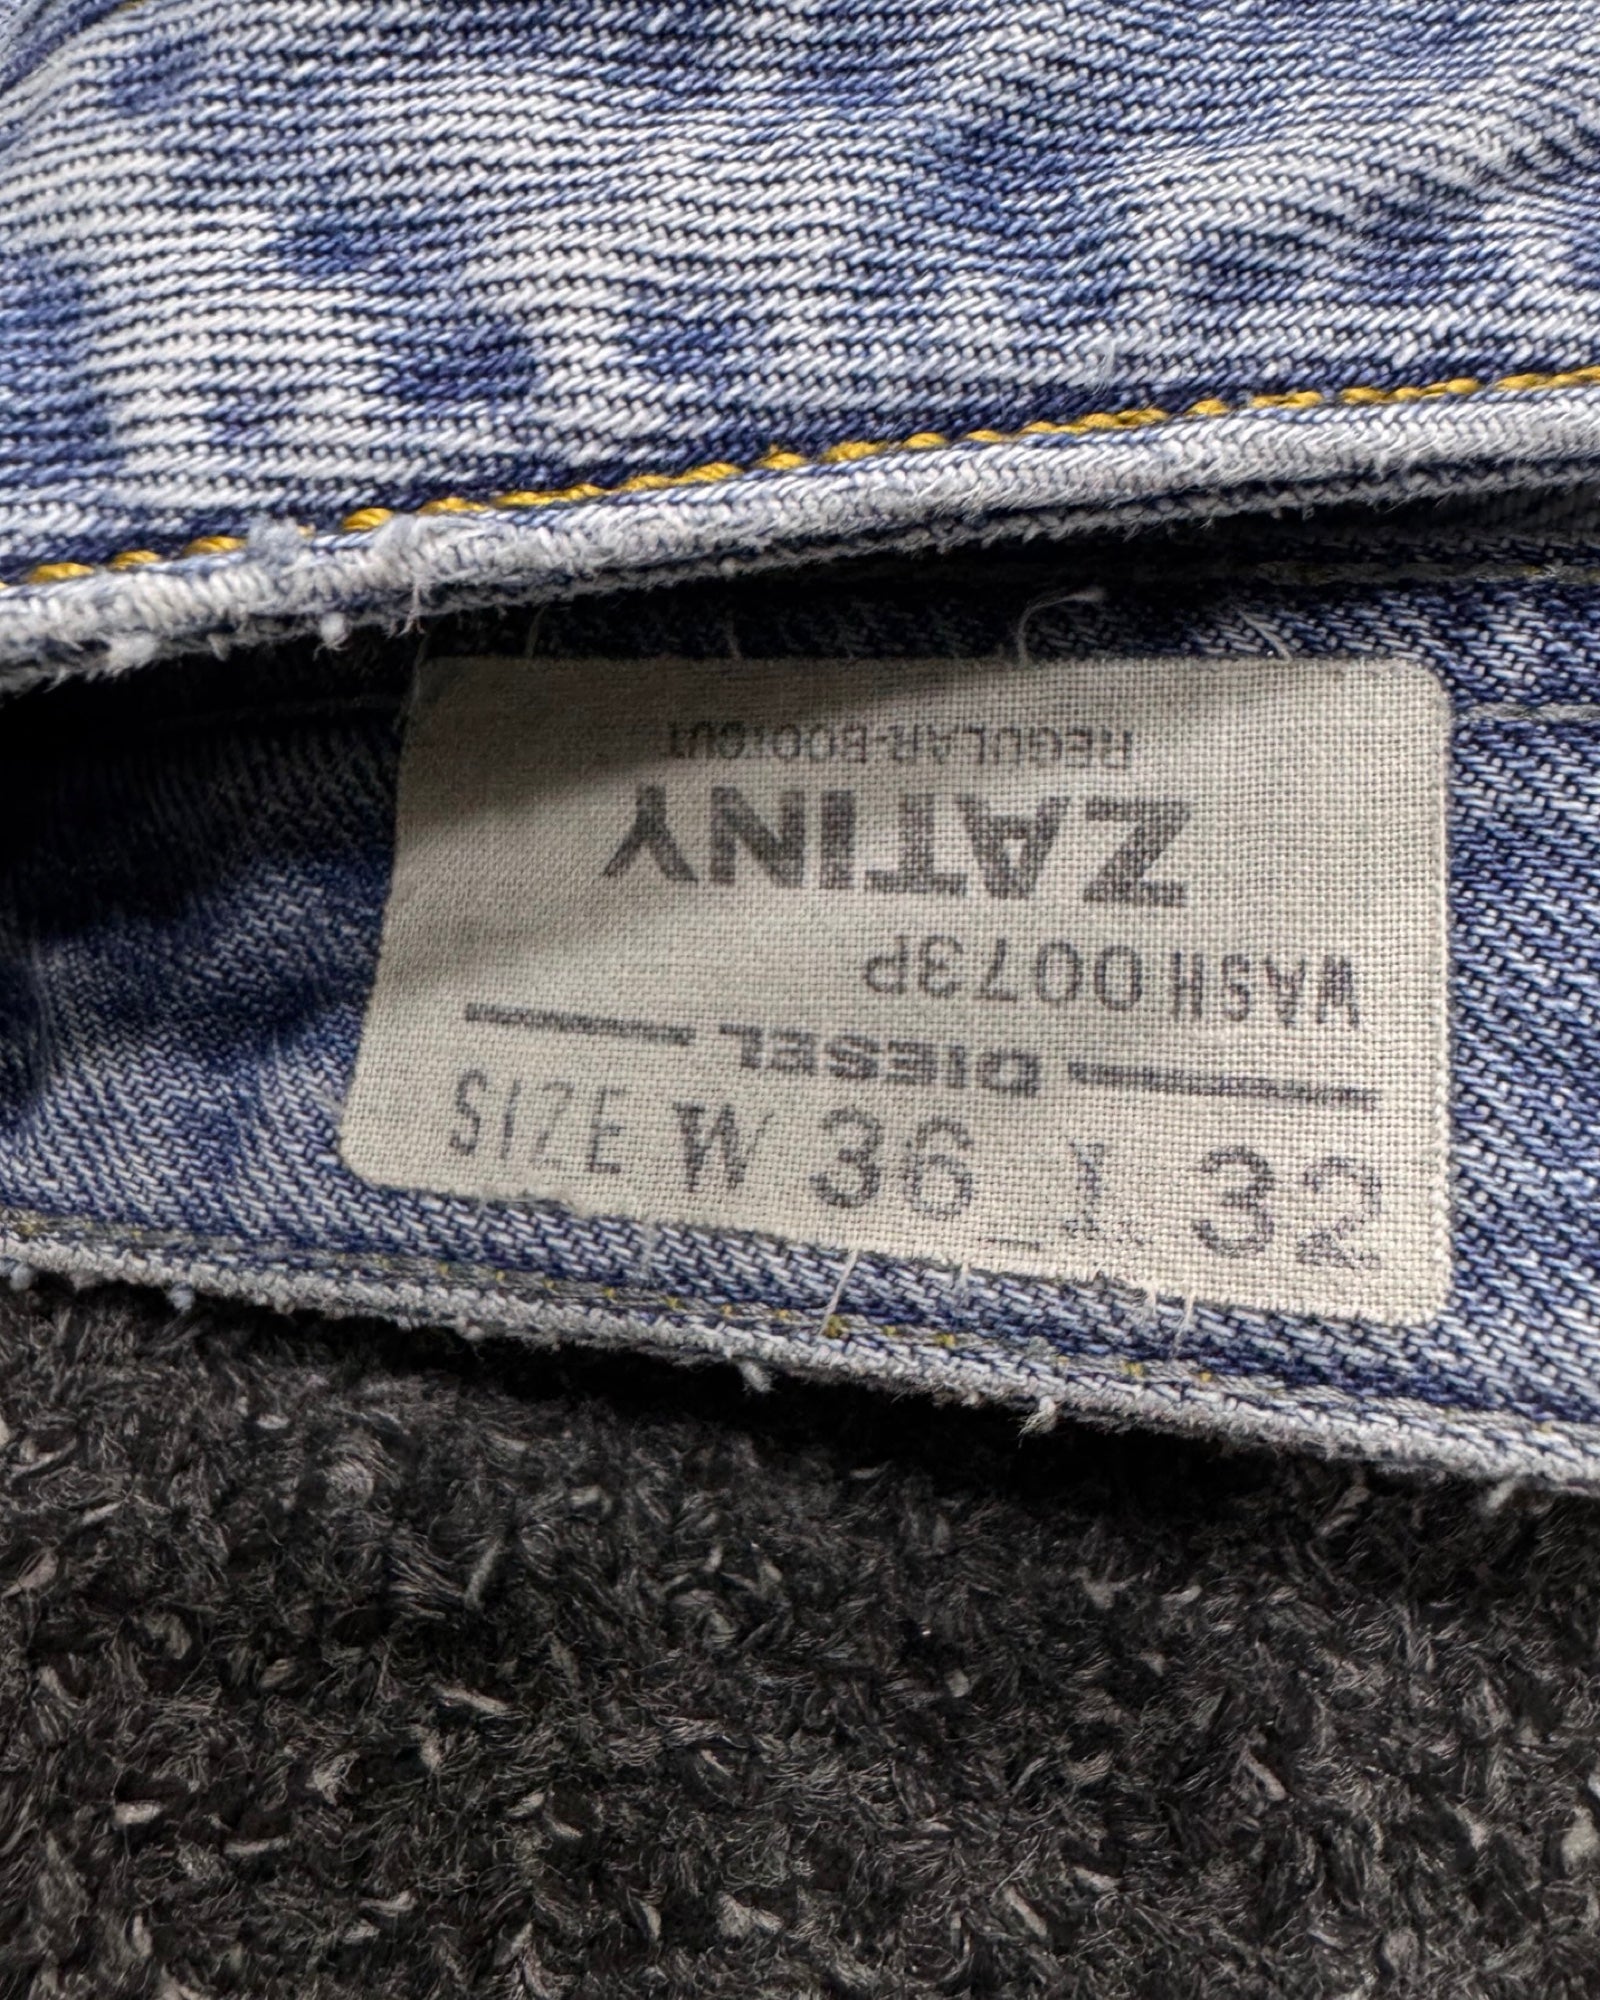 SIZE W 36 L 32
DIESEL
WASH 0073P
ZATINY
REGULAR-BOOTCUT